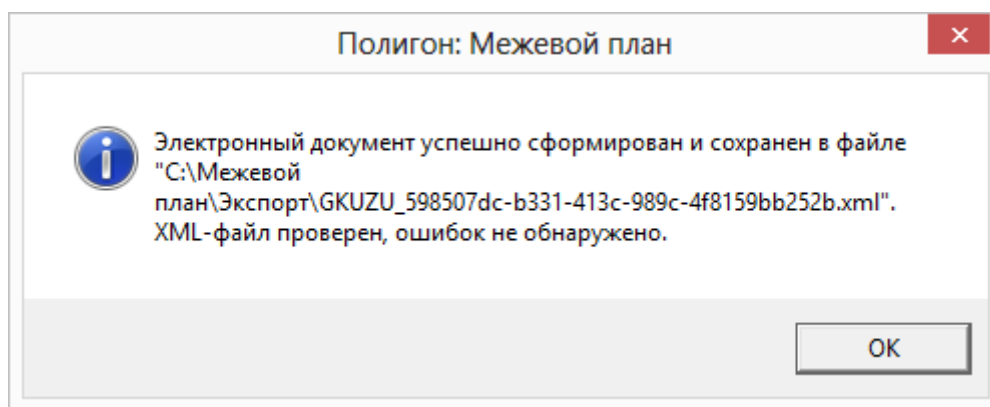 Полигон: Межевой план
Электронный документ успешно сформирован и сохранен в файле
"C:\Межевой
план\Экспорт\GKUZU_598507dc-b331-413c-989c-4f8159bb252b.xml".
XML-файл проверен, ошибок не обнаружено.
OK